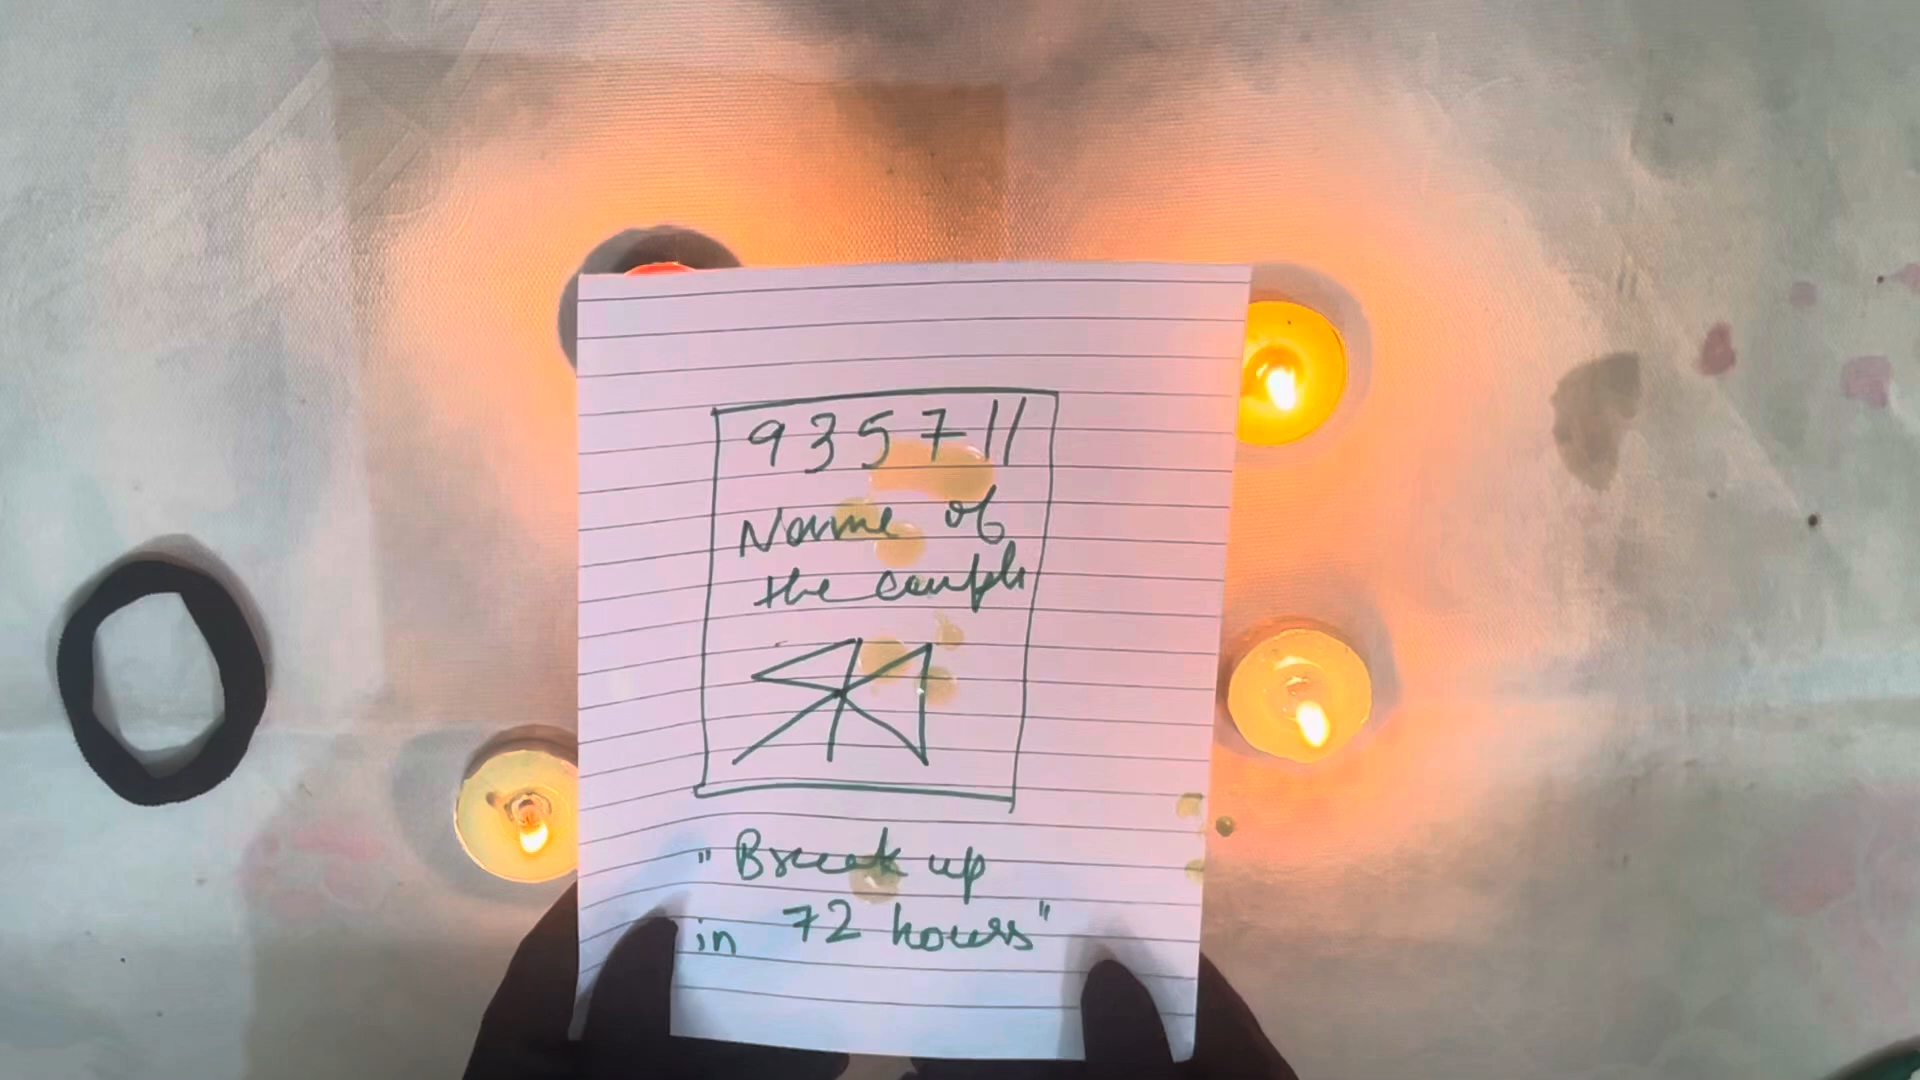 935711
Name of
the couple
"Break up
in 72 hours"